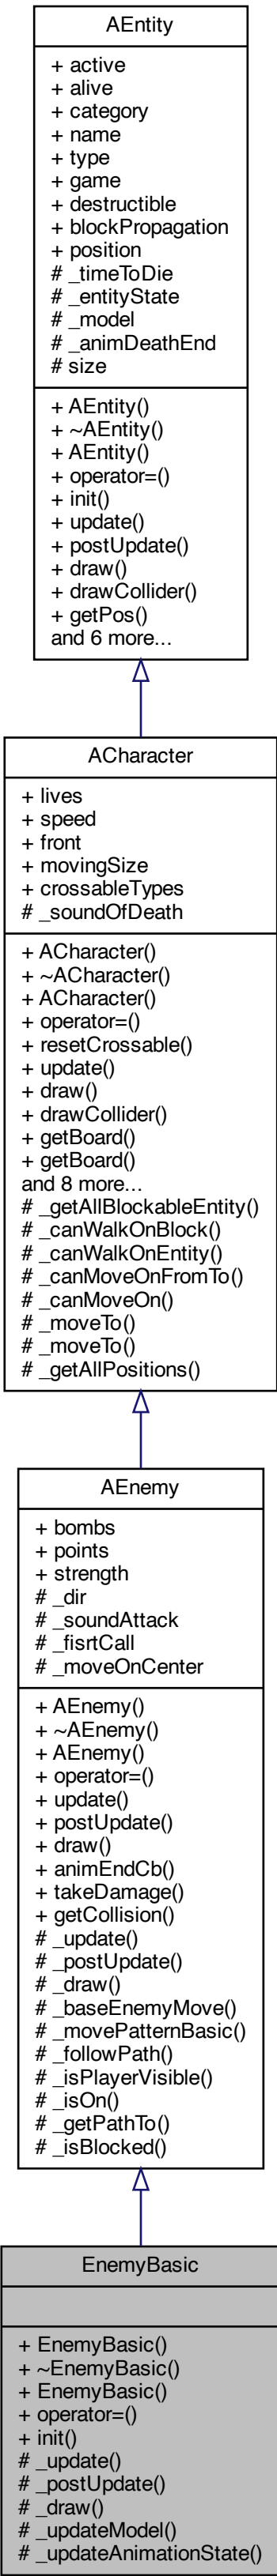 AEntity
+ active
+ alive
+ category
+ name
+ type
+ game
+ destructible
+ blockPropagation
+ position
# _timeToDie
# _entityState
# _model
# _animDeathEnd
# size
+ AEntity()
+ ~AEntity()
+ AEntity()
+ operator=()
+ init()
+ update()
+ postUpdate()
+ draw()
+ drawCollider()
+ getPos()
and 6 more...
ACharacter
+ lives
+ speed
+ front
+ movingSize
+ crossableTypes
# _soundOfDeath
+ ACharacter()
+ ~ACharacter()
+ ACharacter()
+ operator=()
+ resetCrossable()
+ update()
+ draw()
+ drawCollider()
+ getBoard()
+ getBoard()
and 8 more...
# _getAllBlockableEntity()
# _canWalkOnBlock()
# _canWalkOnEntity()
# _canMoveOnFromTo()
# _canMoveOn()
# _moveTo()
# _moveTo()
# _getAllPositions()
AEnemy
+ bombs
+ points
+ strength
# _dir
# _soundAttack
# _fisrtCall
# _moveOnCenter
+ AEnemy()
+ ~AEnemy()
+ AEnemy()
+ operator=()
+ update()
+ postUpdate()
+ draw()
+ animEndCb()
+ takeDamage()
+ getCollision()
# _update()
# _postUpdate()
# _draw()
# _baseEnemyMove()
# _movePatternBasic()
# _followPath()
# _isPlayerVisible()
# _isOn()
# _getPathTo()
# _isBlocked()
EnemyBasic
+ EnemyBasic()
+ ~EnemyBasic()
+ EnemyBasic()
+ operator=()
+ init()
# _update()
# _postUpdate()
# _draw()
# _updateModel()
# _updateAnimationState()